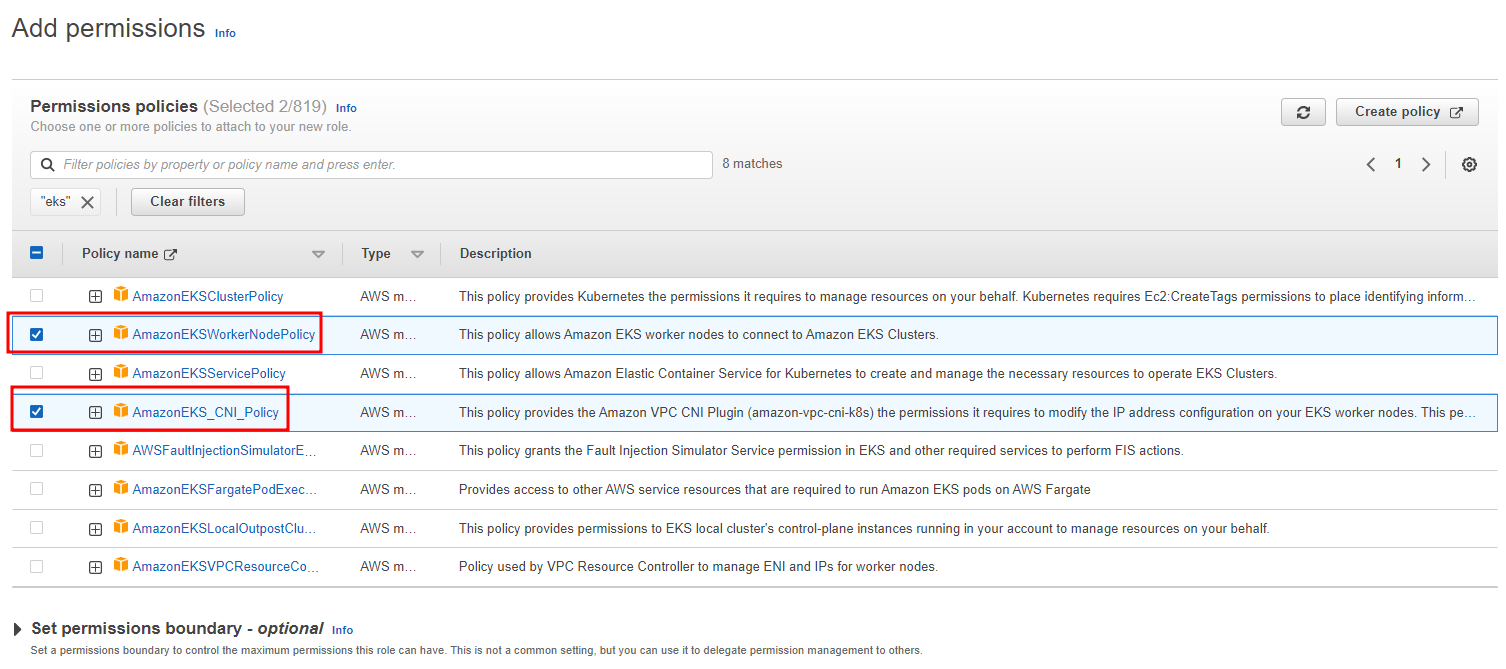 Add permissions Info
Permissions policies (Selected 2/819) Info
Choose one or more policies to attach to your new role.
Create policy
Filter policies by property or policy name and press enter.
8 matches
1
"eks"
Clear filters
Policy name Type Description
AmazonEKSClusterPolicy AWS m… This policy provides Kubernetes the permissions it requires to manage resources on your behalf. Kubernetes requires Ec2:CreateTags permissions to place identifying inform…
AmazonEKSWorkerNodePolicy AWS m… This policy allows Amazon EKS worker nodes to connect to Amazon EKS Clusters.
AmazonEKSServicePolicy AWS m… This policy allows Amazon Elastic Container Service for Kubernetes to create and manage the necessary resources to operate EKS Clusters.
AmazonEKS_CNI_Policy AWS m… This policy provides the Amazon VPC CNI Plugin (amazon-vpc-cni-k8s) the permissions it requires to modify the IP address configuration on your EKS worker nodes. This pe…
AWSFaultInjectionSimulatorE… AWS m… This policy grants the Fault Injection Simulator Service permission in EKS and other required services to perform FIS actions.
AmazonEKSFargatePodExec… AWS m… Provides access to other AWS service resources that are required to run Amazon EKS pods on AWS Fargate
AmazonEKSLocalOutpostClu… AWS m… This policy provides permissions to EKS local cluster's control-plane instances running in your account to manage resources on your behalf.
AmazonEKSVPCResourceCo… AWS m… Policy used by VPC Resource Controller to manage ENI and IPs for worker nodes.
Set permissions boundary - optional Info
Set a permissions boundary to control the maximum permissions this role can have. This is not a common setting, but you can use it to delegate permission management to others.